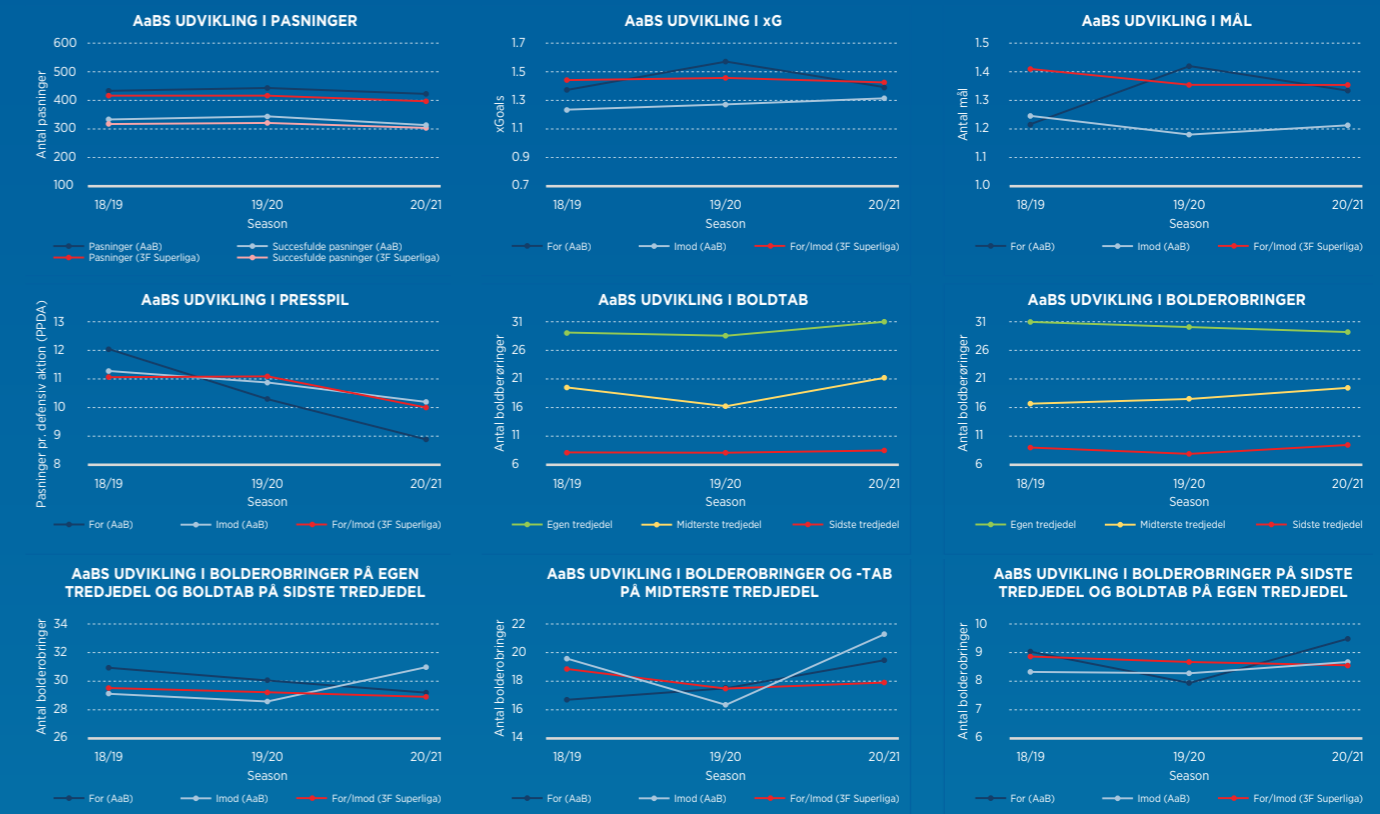 AaBS UDVIKLING I PASNINGER
Antal pasninger
600
500
400
300
200
100
18/19
19/20
20/21
Season
Pasninger (AaB)
Succesfulde pasninger (AaB)
Pasninger (3F Superliga)
Succesfulde pasninger (3F Superliga)
AaBS UDVIKLING I xG
xGoals
1.7
1.5
1.3
1.1
0.9
0.7
18/19
19/20
20/21
Season
For (AaB)
Imod (AaB)
For/Imod (3F Superliga)
AaBS UDVIKLING I MÅL
Antal mål
1.5
1.4
1.3
1.2
1.1
1.0
18/19
19/20
20/21
Season
For (AaB)
Imod (AaB)
For/Imod (3F Superliga)
AaBS UDVIKLING I PRESSPIL
Pasninger pr. defensiv aktion (PPDA)
13
12
11
10
9
8
18/19
19/20
20/21
Season
For (AaB)
Imod (AaB)
For/Imod (3F Superliga)
AaBS UDVIKLING I BOLDTAB
Antal boldberøringer
31
26
21
16
11
6
18/19
19/20
20/21
Season
Egen tredjedel
Midterste tredjedel
Sidste tredjedel
AaBS UDVIKLING I BOLDEROBRINGER
Antal boldberøringer
31
26
21
16
11
6
18/19
19/20
20/21
Season
Egen tredjedel
Midterste tredjedel
Sidste tredjedel
AaBS UDVIKLING I BOLDEROBRINGER PÅ EGEN
TREDJEDEL OG BOLDTAB PÅ SIDSTE TREDJEDEL
Antal bolderobringer
34
32
30
28
26
18/19
19/20
20/21
Season
For (AaB)
Imod (AaB)
For/Imod (3F Superliga)
AaBS UDVIKLING I BOLDEROBRINGER OG -TAB
PÅ MIDTERSTE TREDJEDEL
Antal bolderobringer
22
20
18
16
14
18/19
19/20
20/21
Season
For (AaB)
Imod (AaB)
For/Imod (3F Superliga)
AaBS UDVIKLING I BOLDEROBRINGER PÅ SIDSTE
TREDJEDEL OG BOLDTAB PÅ EGEN TREDJEDEL
Antal bolderobringer
10
9
8
7
6
18/19
19/20
20/21
Season
For (AaB)
Imod (AaB)
For/Imod (3F Superliga)